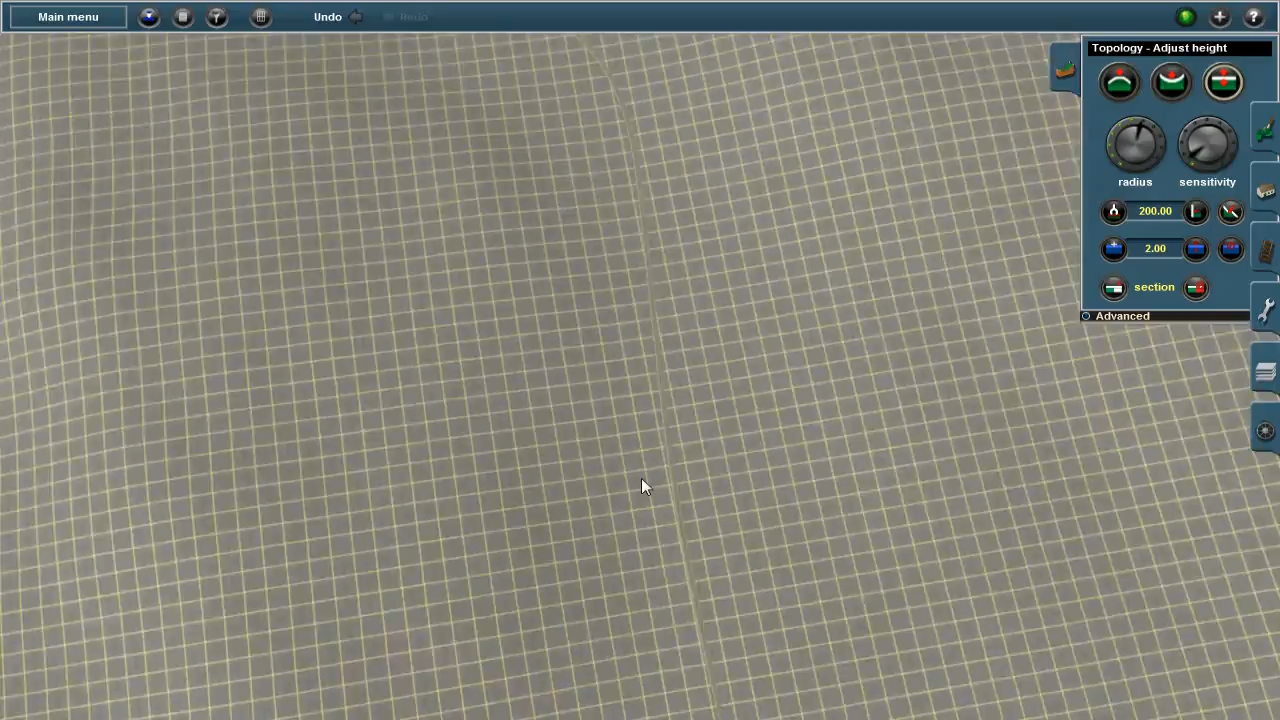 Main menu
Undo
Redo
?
Topology - Adjust height
radius
sensitivity
200.00
2.00
section
Advanced